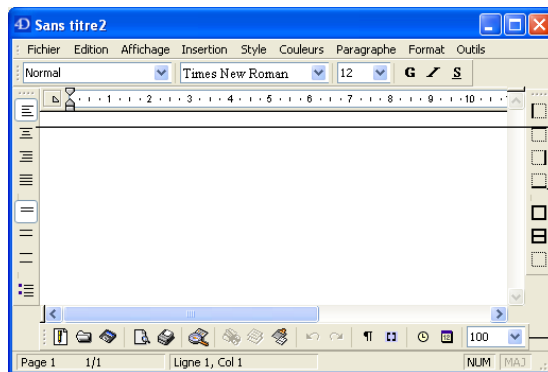 Sans titre2
Fichier Edition Affichage Insertion Style Couleurs Paragraphe Format Outils
Normal Times New Roman 12 G I S
1 2 3 4 5 6 7 8 9 10
100
Page 1 1/1 Ligne 1, Col 1 NUM MAJ